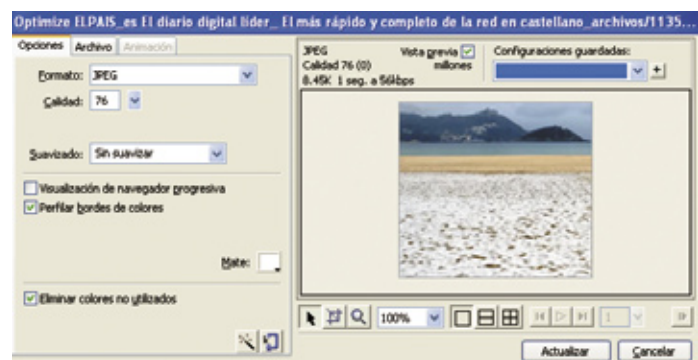 Optimize ELPAIS_es El diario digital líder_ El más rápido y completo de la red en castellano_archivos/1135...
Opciones Archivo Animación
Formato: JPEG
Calidad: 76
Suavizado: Sin suavizar
Visualización de navegador progresiva
Perfilar bordes de colores
Mate:
Eliminar colores no utilizados
JPEG
Calidad 76 (0)
8.45K 1 seg. a 56kbps
Vista previa
millones
Configuraciones guardadas:
100%
1
Actualizar Cancelar